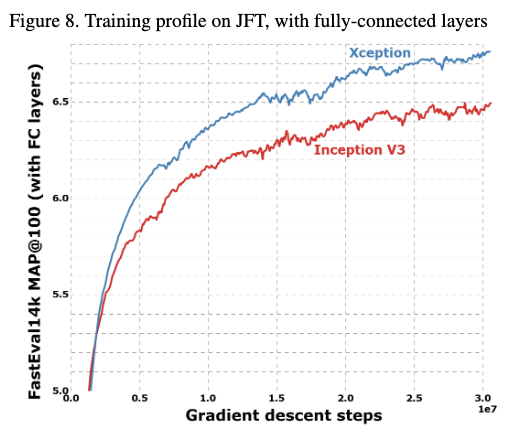 Figure 8. Training profile on JFT, with fully-connected layers
Xception
Inception V3
FastEval14k MAP@100 (with FC layers)
6.5
6.0
5.5
5.0
0.0 0.5 1.0 1.5 2.0 2.5 3.0
1e7
Gradient descent steps